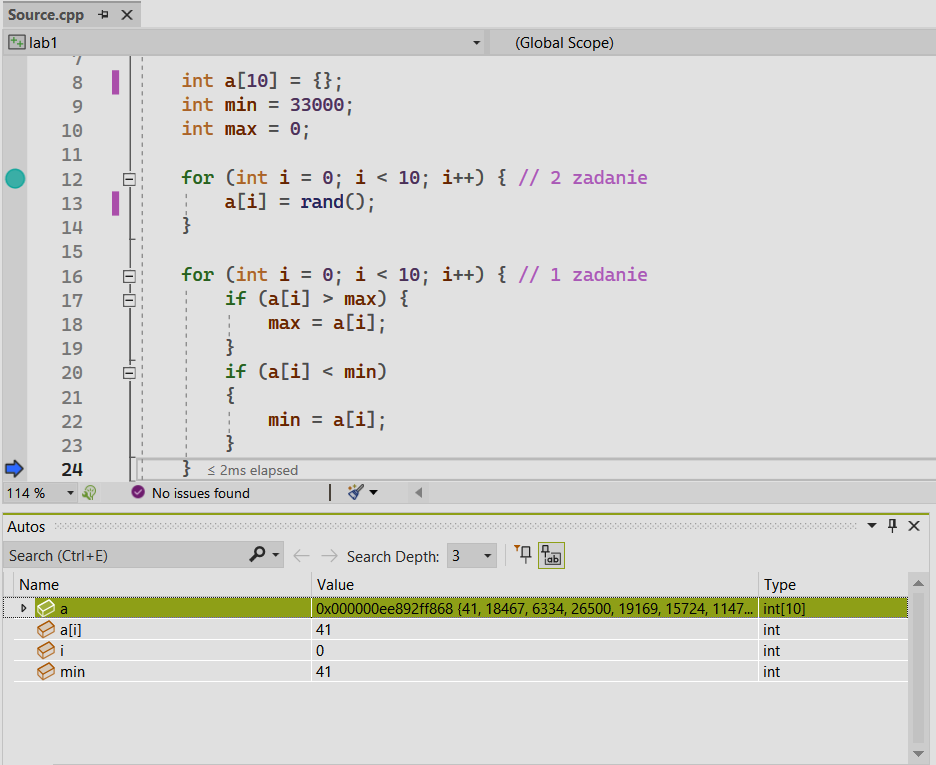 Source.cpp
lab1 (Global Scope)
7
8 int a[10] = {};
9 int min = 33000;
10 int max = 0;
11
12 for (int i = 0; i < 10; i++) { // 2 zadanie
13 a[i] = rand();
14 }
15
16 for (int i = 0; i < 10; i++) { // 1 zadanie
17 if (a[i] > max) {
18 max = a[i];
19 }
20 if (a[i] < min)
21 {
22 min = a[i];
23 }
24 } ≤ 2ms elapsed
114 % No issues found
Autos
Search (Ctrl+E) Search Depth: 3
Name Value Type
a 0x000000ee892ff868 {41, 18467, 6334, 26500, 19169, 15724, 1147... int[10]
a[i] 41 int
i 0 int
min 41 int